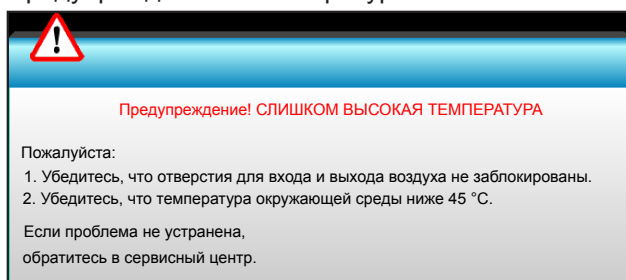 Предупреждение! СЛИШКОМ ВЫСОКАЯ ТЕМПЕРАТУРА
Пожалуйста:
1. Убедитесь, что отверстия для входа и выхода воздуха не заблокированы.
2. Убедитесь, что температура окружающей среды ниже 45 °C.
Если проблема не устранена,
обратитесь в сервисный центр.